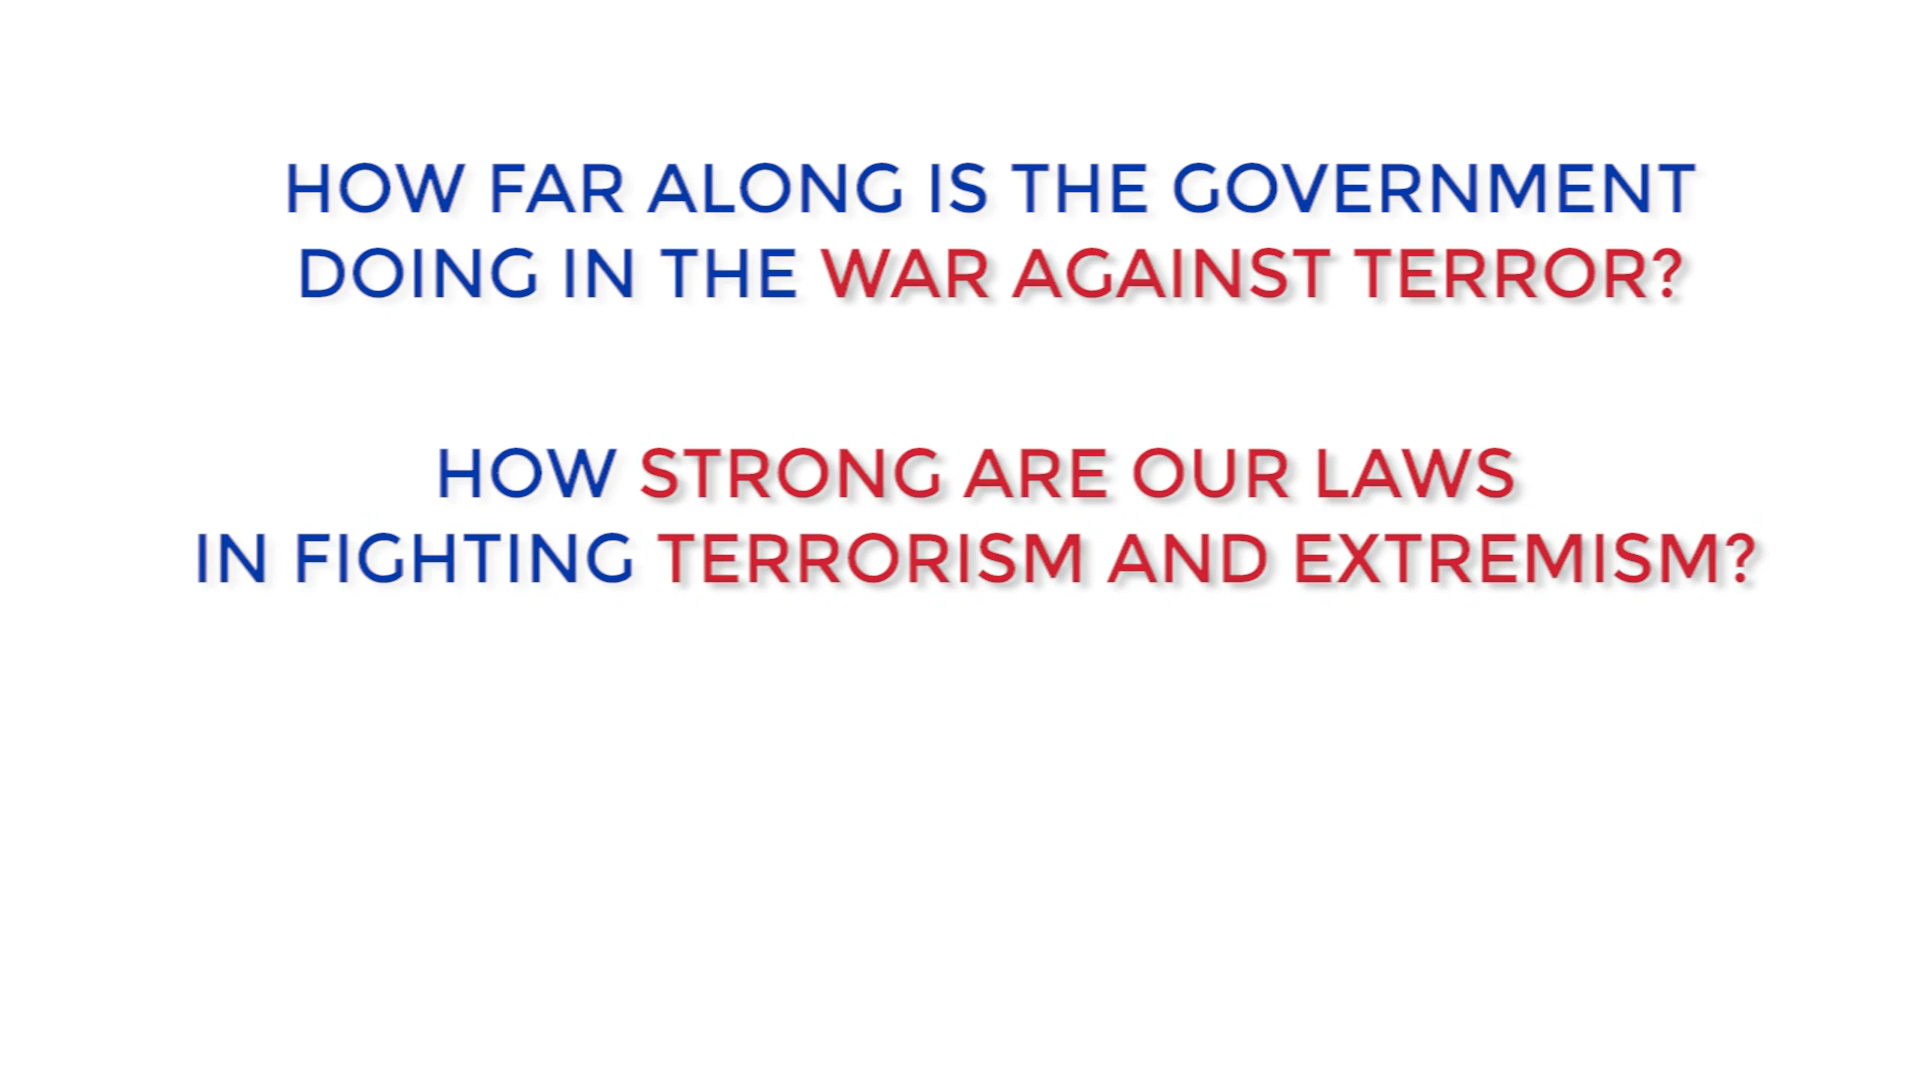 HOW FAR ALONG IS THE GOVERNMENT
DOING IN THE WAR AGAINST TERROR?
HOW STRONG ARE OUR LAWS
IN FIGHTING TERRORISM AND EXTREMISM?